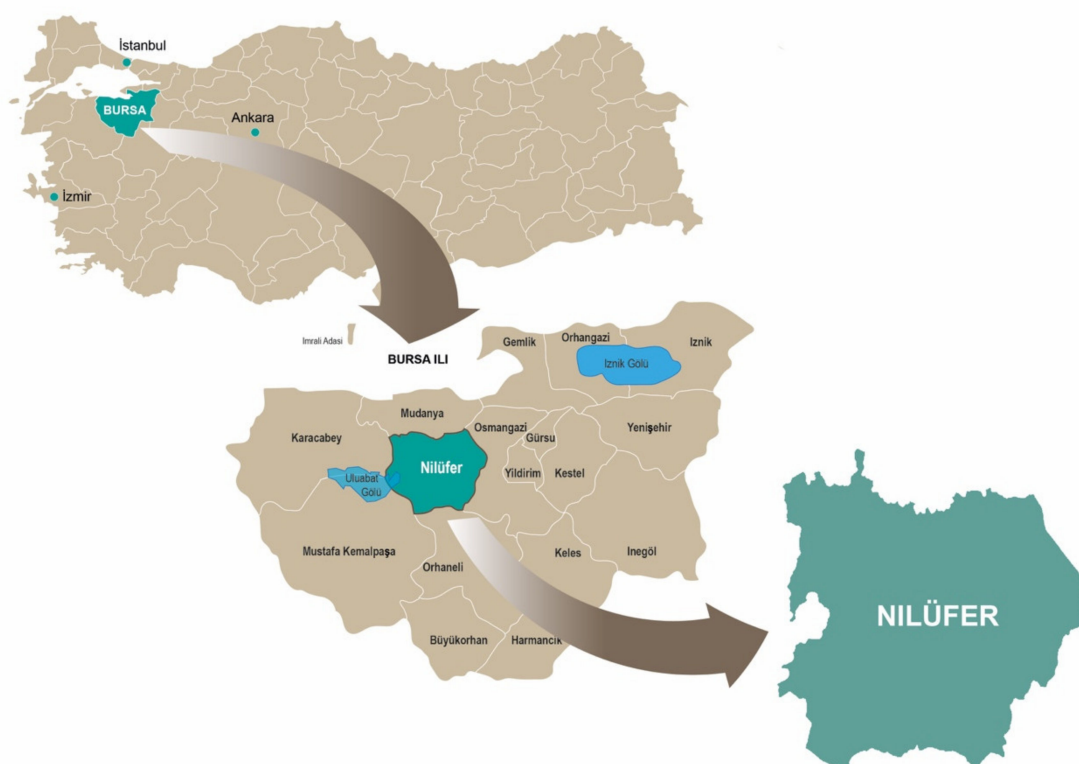 İstanbul
BURSA
Ankara
İzmir
Imrali Adasi
BURSA ILI
Gemlik
Orhangazi
Iznik
Iznik Gölü
Mudanya
Karacabey
Osmangazi
Gürsu
Yenişehir
Nilüfer
Yildirim
Kestel
Uluabat
Gölü
Mustafa Kemalpaşa
Orhaneli
Keles
Inegöl
Büyükorhan
Harmancik
NILÜFER